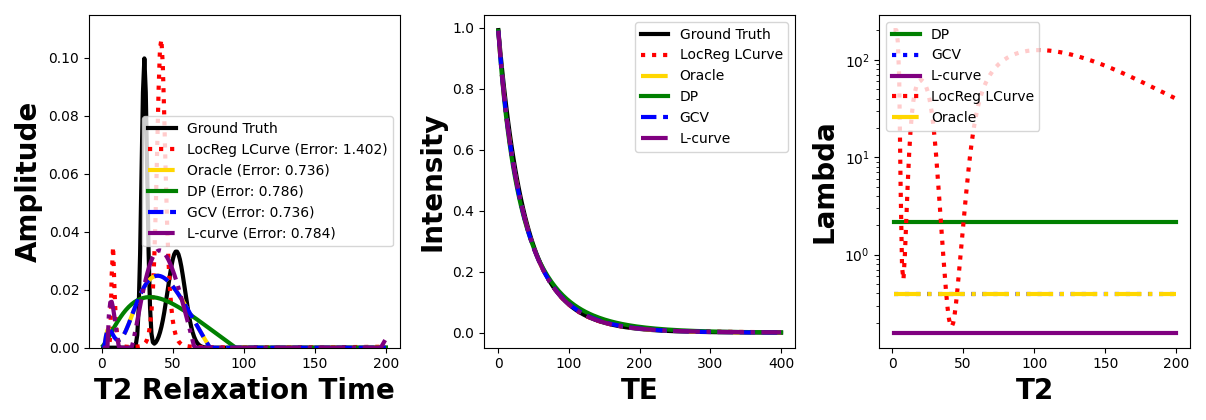 0.10
0.08
0.06
0.04
0.02
0.00
Amplitude
0
50
100
150
200
T2 Relaxation Time
Ground Truth
LocReg LCurve (Error: 1.402)
Oracle (Error: 0.736)
DP (Error: 0.786)
GCV (Error: 0.736)
L-curve (Error: 0.784)
1.0
0.8
0.6
0.4
0.2
0.0
Intensity
0
100
200
300
400
TE
Ground Truth
LocReg LCurve
Oracle
DP
GCV
L-curve
10²
10¹
10⁰
Lambda
0
50
100
150
200
T2
DP
GCV
L-curve
LocReg LCurve
Oracle